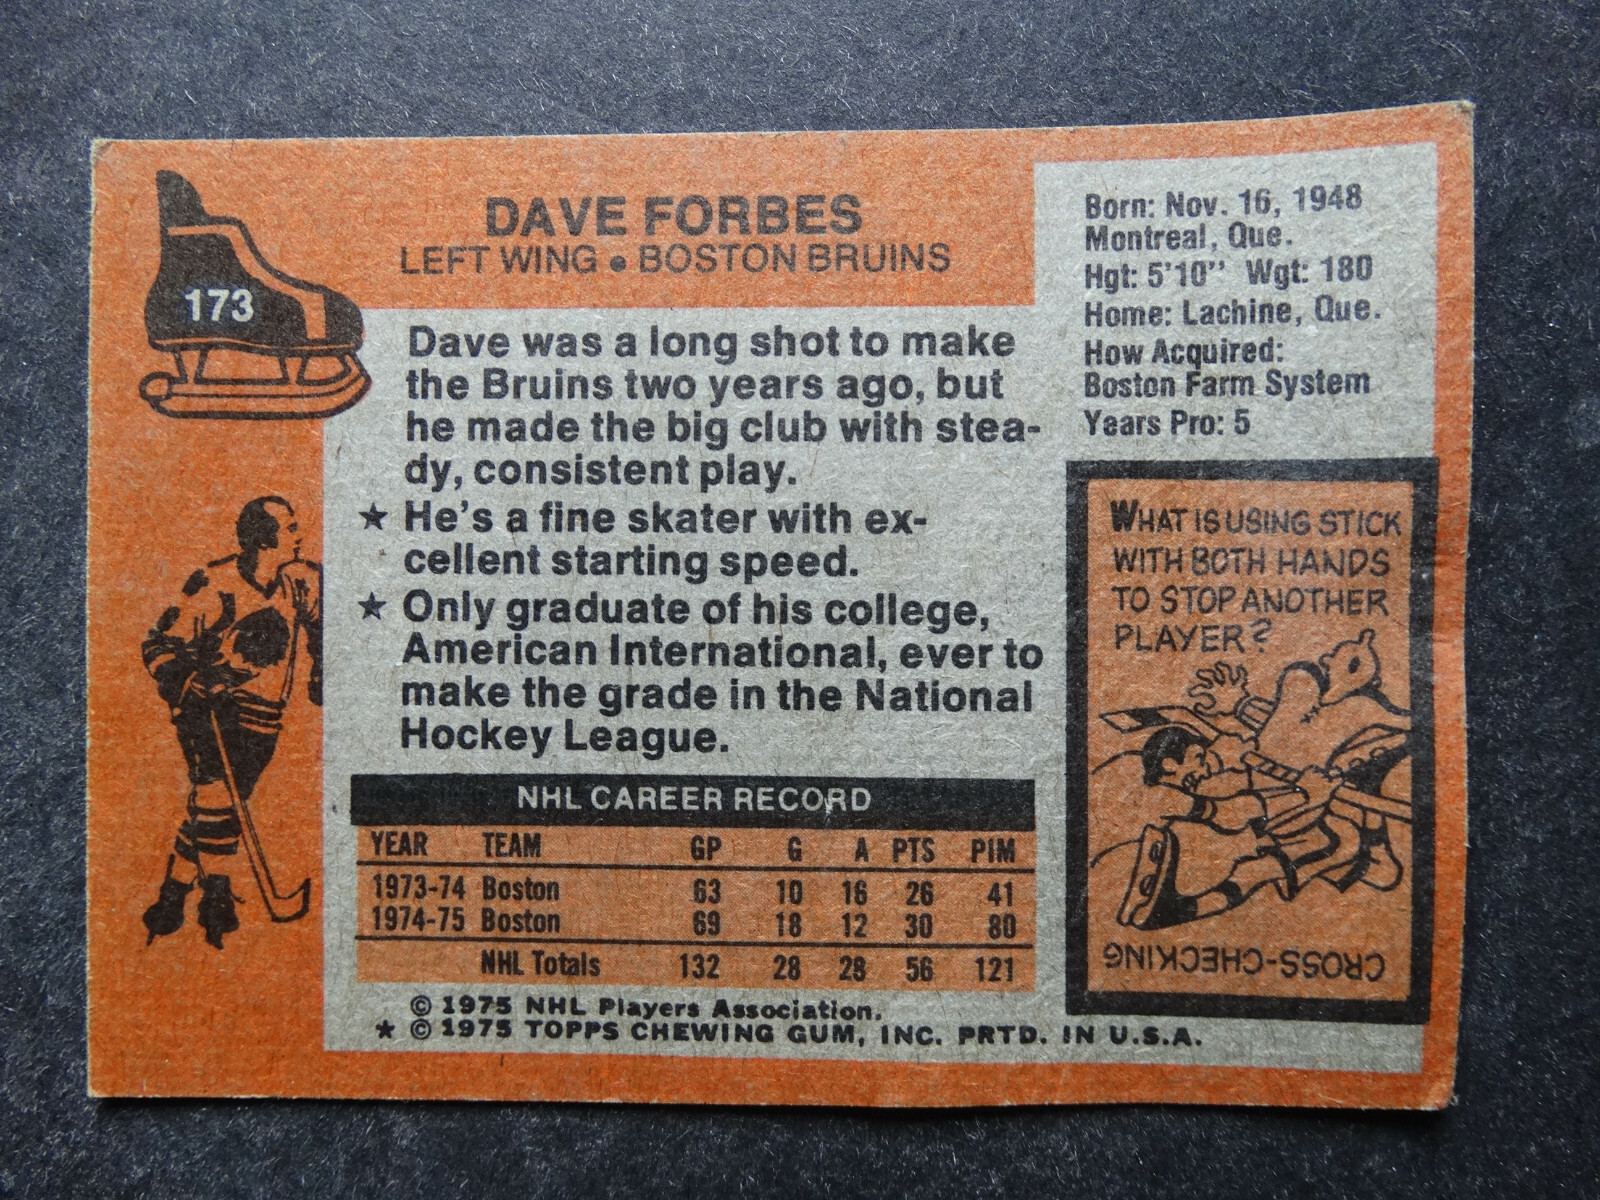 173
DAVE FORBES
LEFT WING • BOSTON BRUINS
Dave was a long shot to make
the Bruins two years ago, but
he made the big club with stea-
dy, consistent play.
★ He's a fine skater with ex-
cellent starting speed.
★ Only graduate of his college,
American International, ever to
make the grade in the National
Hockey League.
Born: Nov. 16, 1948
Montreal, Que.
Hgt: 5'10" Wgt: 180
Home: Lachine, Que.
How Acquired:
Boston Farm System
Years Pro: 5
WHAT IS USING STICK
WITH BOTH HANDS
TO STOP ANOTHER
PLAYER?
CROSS-CHECKING
NHL CAREER RECORD
YEAR TEAM GP G A PTS PIM
1973-74 Boston 63 10 16 26 41
1974-75 Boston 69 18 12 30 80
NHL Totals 132 28 28 56 121
© 1975 NHL Players Association.
★ © 1975 TOPPS CHEWING GUM, INC. PRTD. IN U.S.A.